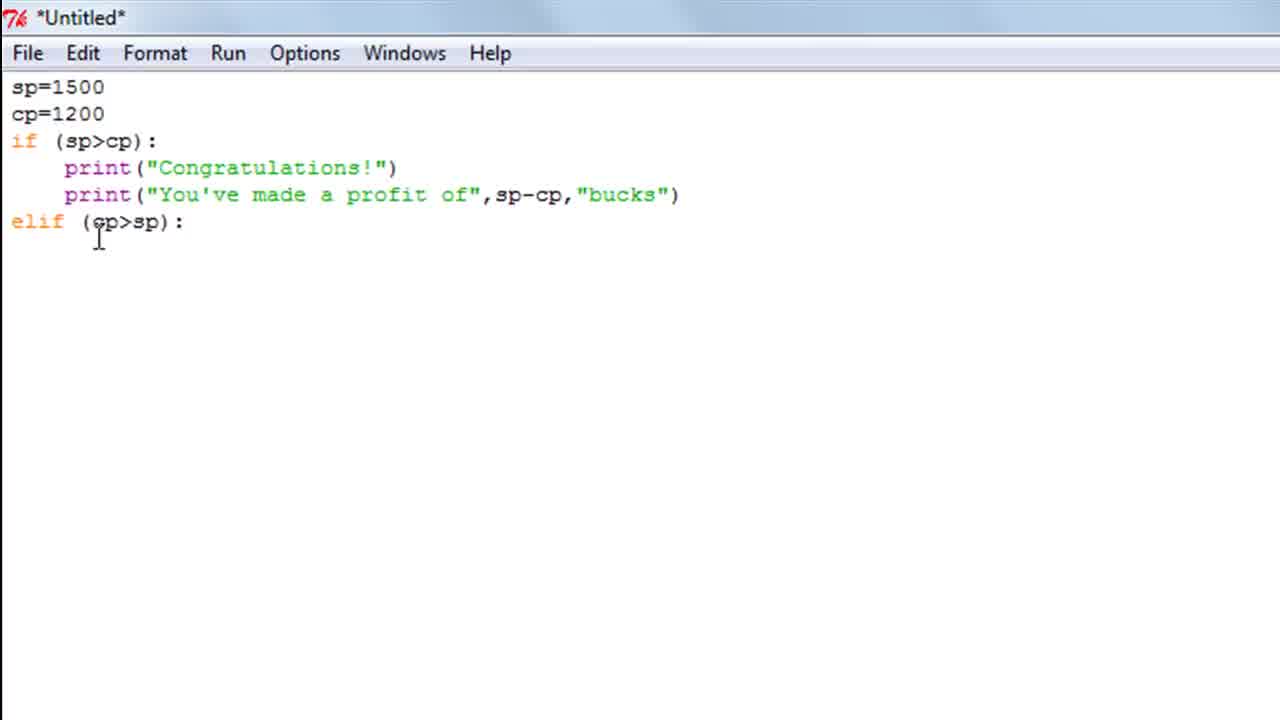 *Untitled*
File Edit Format Run Options Windows Help
sp=1500
cp=1200
if (sp>cp):
    print("Congratulations!")
    print("You've made a profit of",sp-cp,"bucks")
elif (cp>sp):